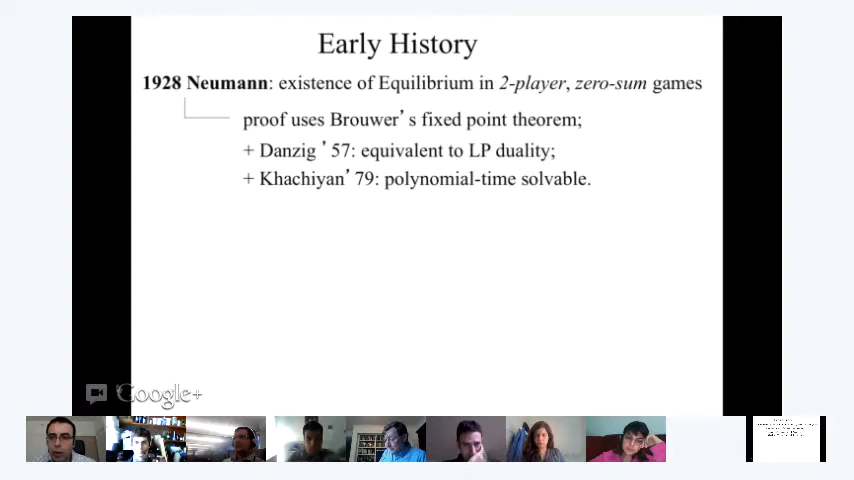 Early History
1928 Neumann: existence of Equilibrium in 2-player, zero-sum games
proof uses Brouwer's fixed point theorem;
+ Danzig '57: equivalent to LP duality;
+ Khachiyan'79: polynomial-time solvable.
Google+